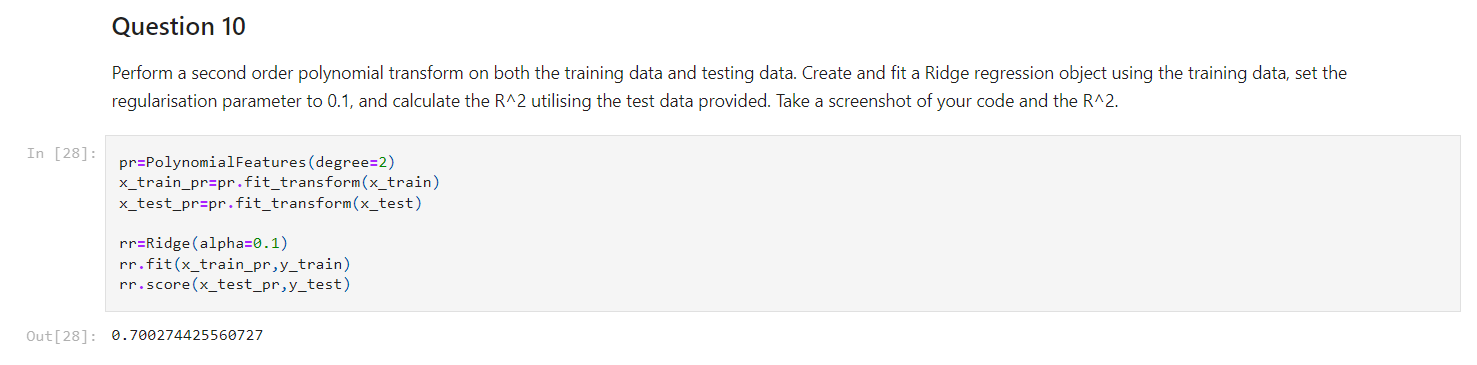 Question 10
Perform a second order polynomial transform on both the training data and testing data. Create and fit a Ridge regression object using the training data, set the
regularisation parameter to 0.1, and calculate the R^2 utilising the test data provided. Take a screenshot of your code and the R^2.
In [28]:
pr=PolynomialFeatures(degree=2)
x_train_pr=pr.fit_transform(x_train)
x_test_pr=pr.fit_transform(x_test)
rr=Ridge(alpha=0.1)
rr.fit(x_train_pr,y_train)
rr.score(x_test_pr,y_test)
Out[28]: 0.700274425560727